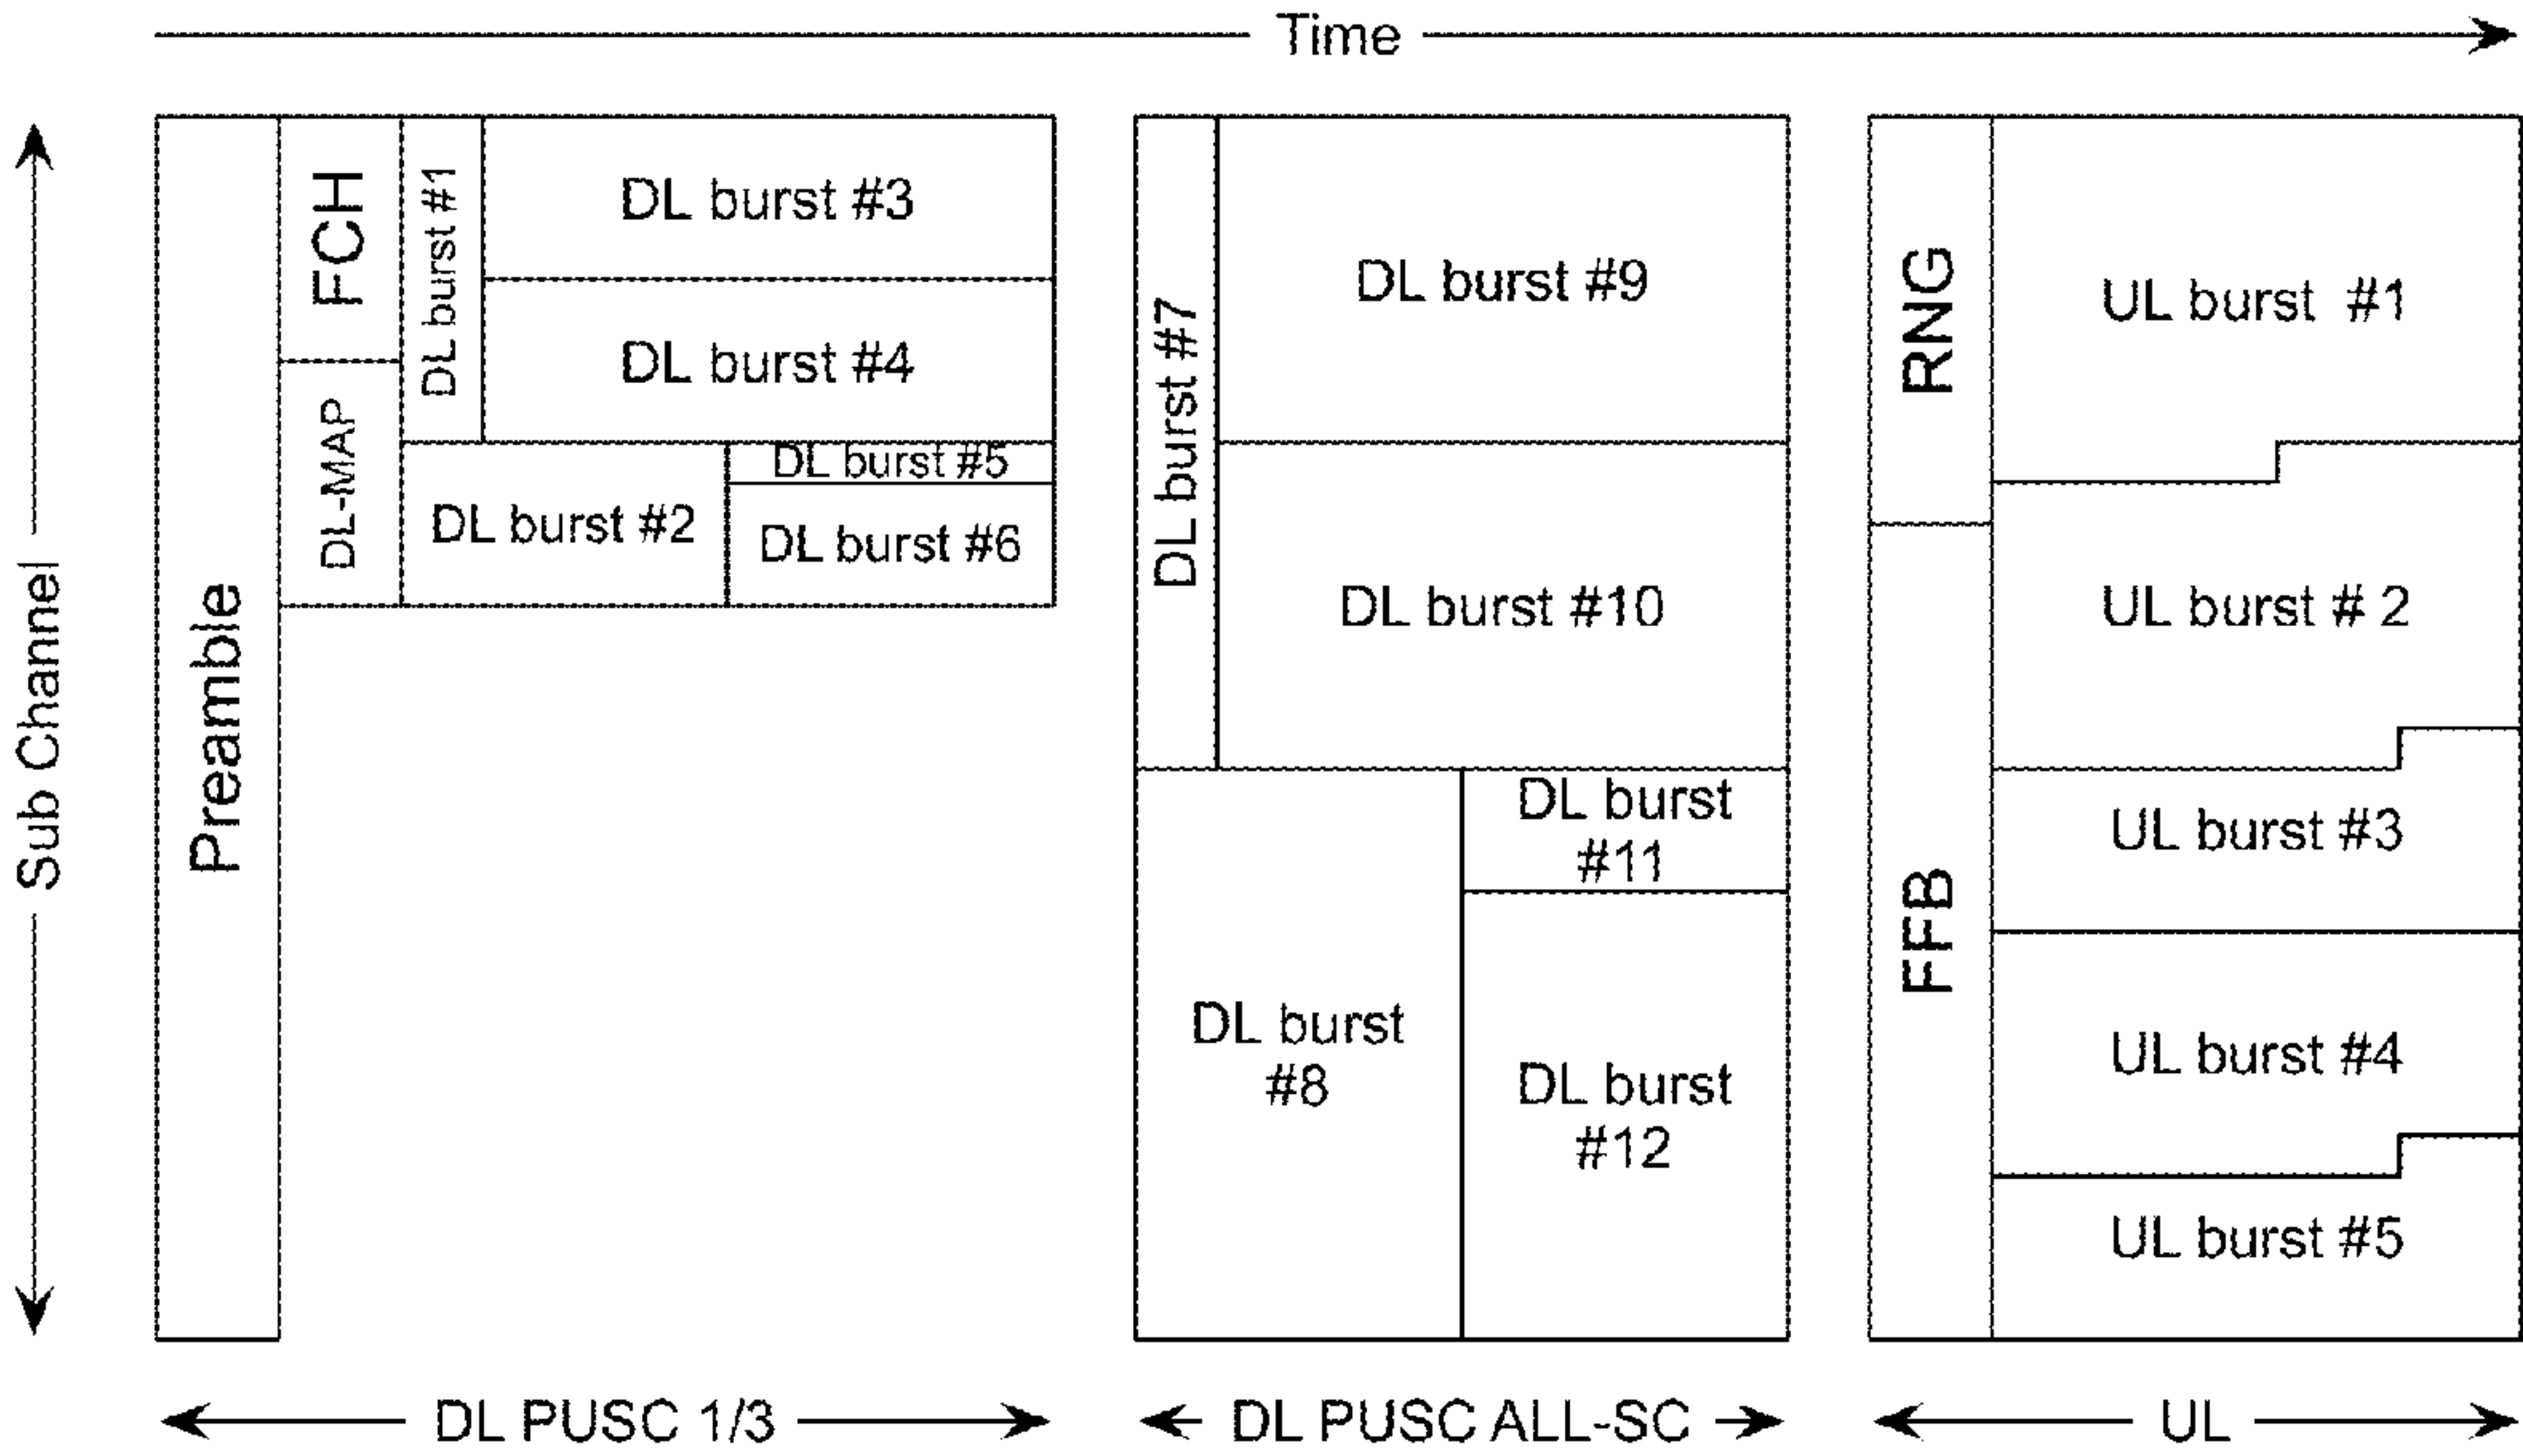 Time
Sub Channel
Preamble
FCH
DL-MAP
DL burst #1
DL burst #3
DL burst #4
DL burst #2
DL burst #5
DL burst #6
DL burst #7
DL burst #9
DL burst #10
DL burst
#8
DL burst
#11
DL burst
#12
RNG
FFB
UL burst #1
UL burst # 2
UL burst #3
UL burst #4
UL burst #5
DL PUSC 1/3
DL PUSC ALL-SC
UL